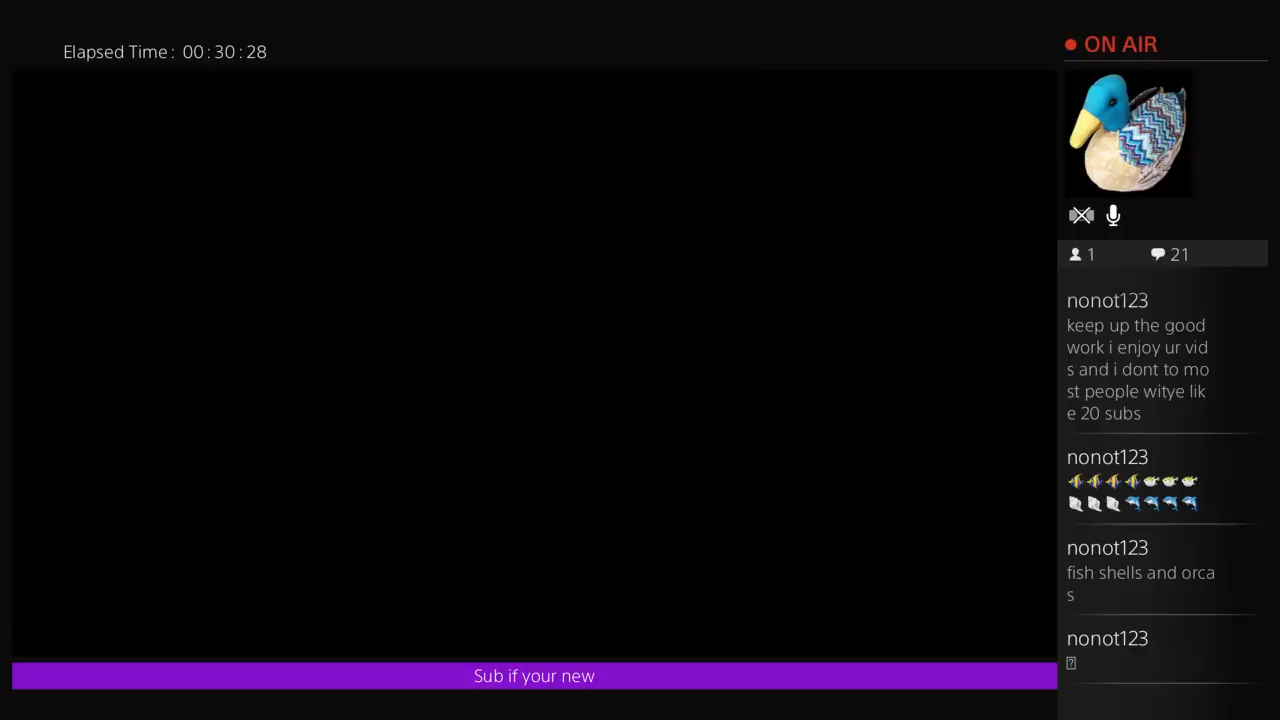 Elapsed Time: 00:30:28
ON AIR
1 21
nonot123
keep up the good
work i enjoy ur vid
s and i dont to mo
st people witye lik
e 20 subs
nonot123
nonot123
fish shells and orca
s
nonot123
Sub if your new